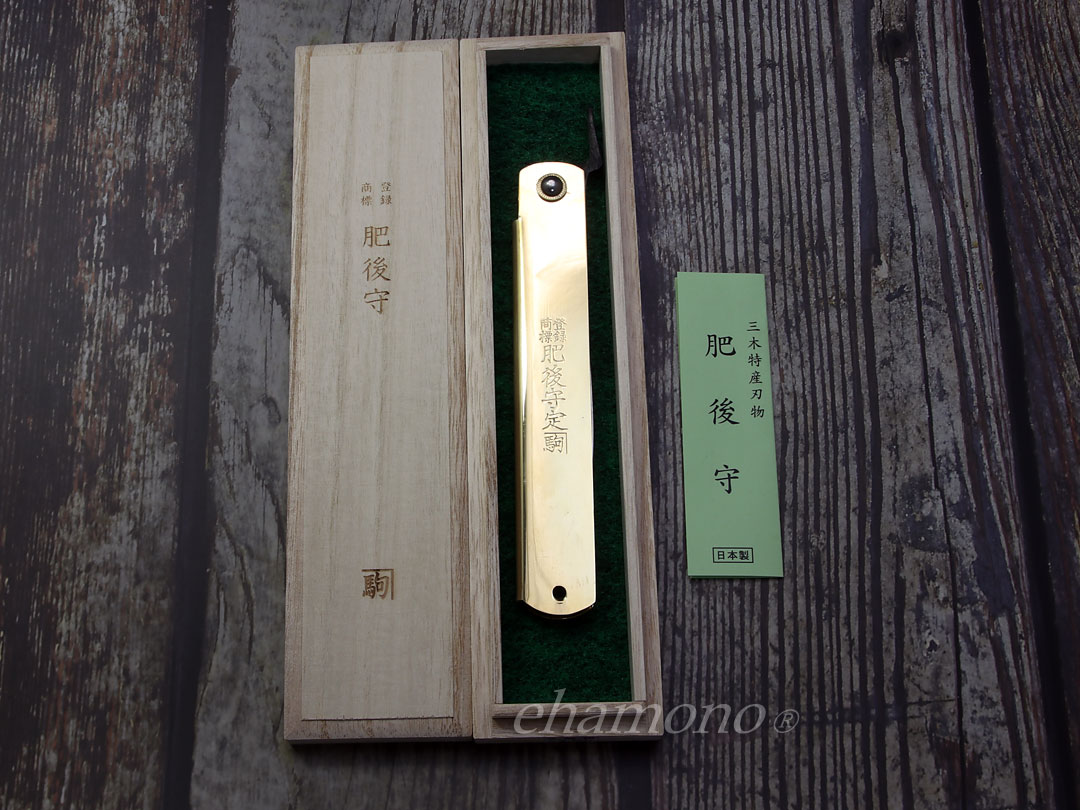 登録
商標
肥後守
駒
登録
商標
肥後守定
駒
三木特産刃物
肥後守
日本製
ehamono®